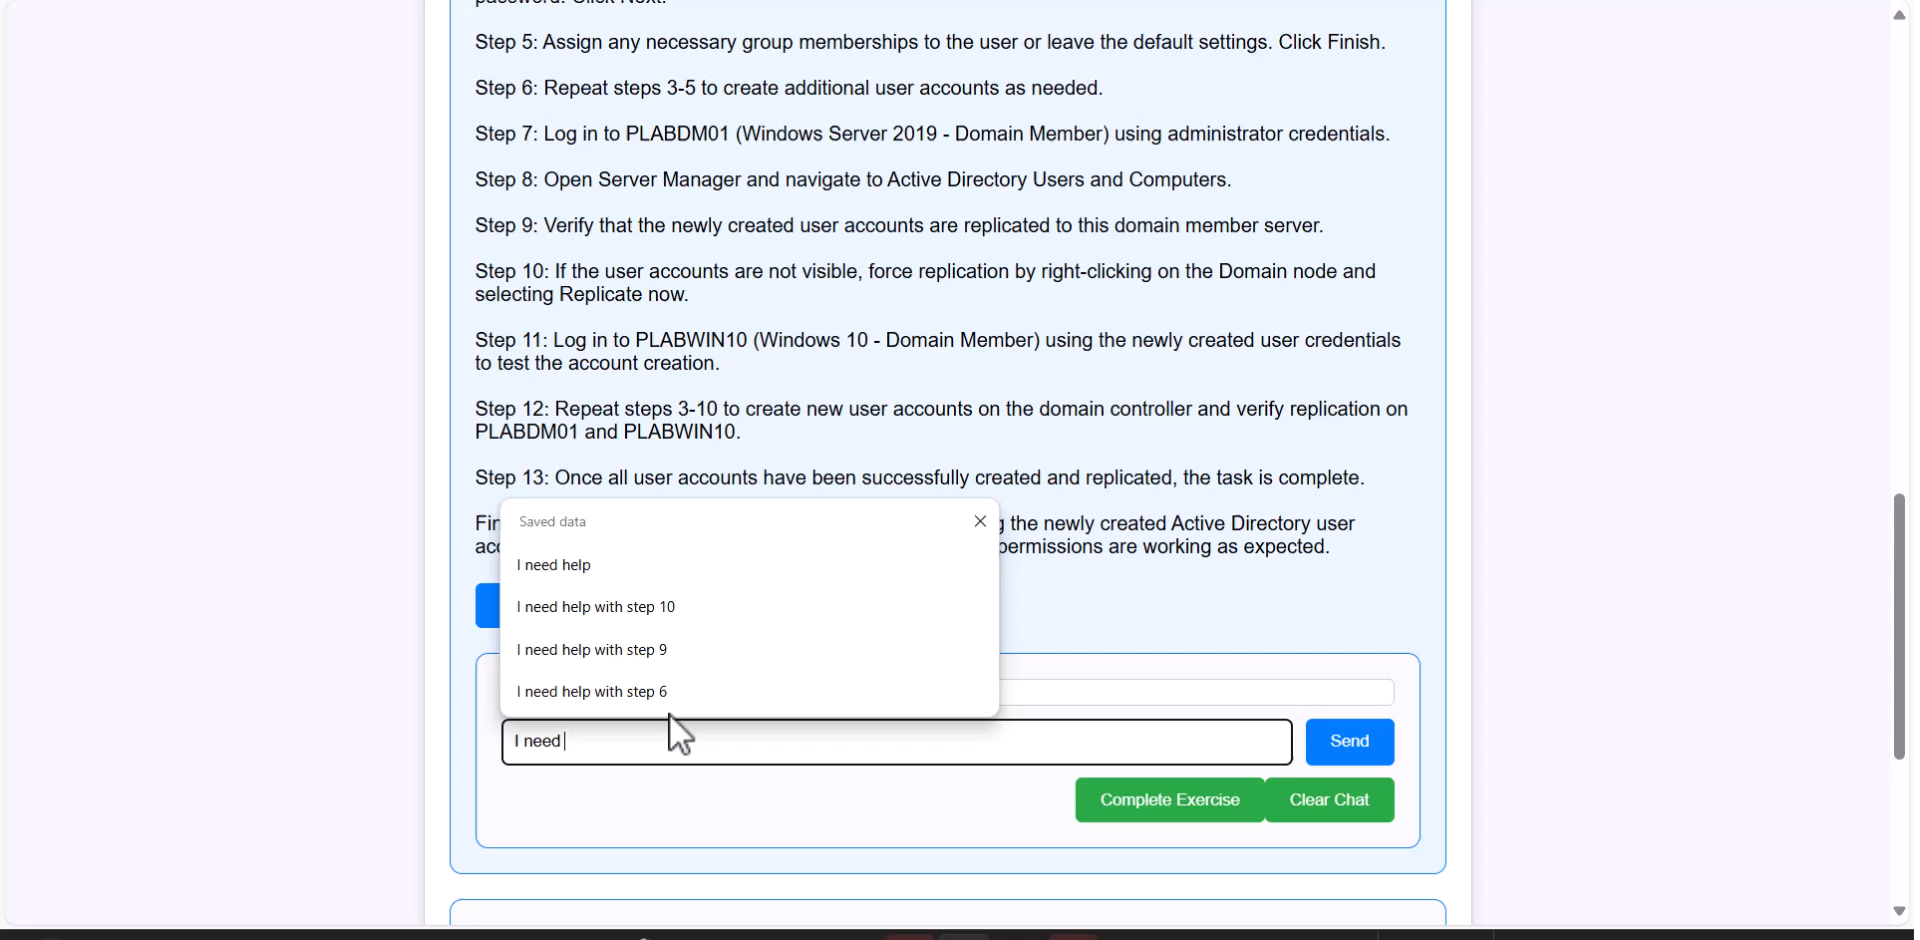 password. Click Next.
Step 5: Assign any necessary group memberships to the user or leave the default settings. Click Finish.
Step 6: Repeat steps 3-5 to create additional user accounts as needed.
Step 7: Log in to PLABDM01 (Windows Server 2019 - Domain Member) using administrator credentials.
Step 8: Open Server Manager and navigate to Active Directory Users and Computers.
Step 9: Verify that the newly created user accounts are replicated to this domain member server.
Step 10: If the user accounts are not visible, force replication by right-clicking on the Domain node and
selecting Replicate now.
Step 11: Log in to PLABWIN10 (Windows 10 - Domain Member) using the newly created user credentials
to test the account creation.
Step 12: Repeat steps 3-10 to create new user accounts on the domain controller and verify replication on
PLABDM01 and PLABWIN10.
Step 13: Once all user accounts have been successfully created and replicated, the task is complete.
the newly created Active Directory user
permissions are working as expected.
Saved data
I need help
I need help with step 10
I need help with step 9
I need help with step 6
I need
Send
Complete Exercise
Clear Chat